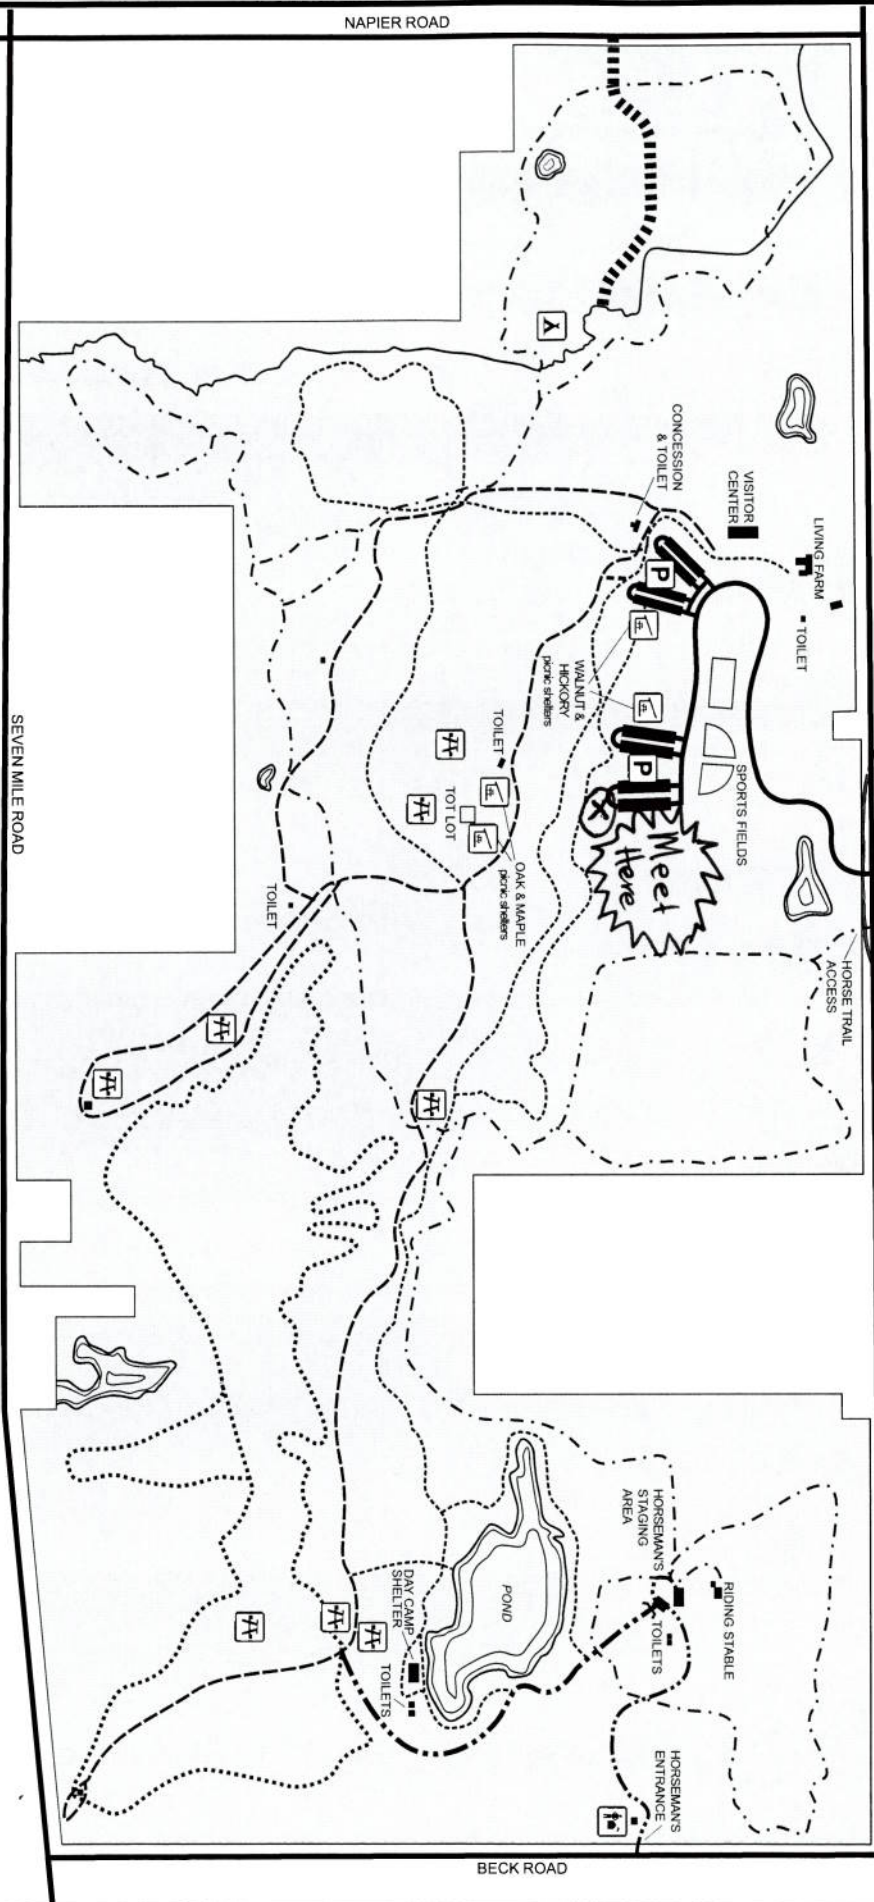 NAPIER ROAD
CONCESSION
& TOILET
VISITOR
CENTER
LIVING FARM
TOILET
P
WALNUT &
HICKORY
picnic shelters
TOILET
P
SPORTS FIELDS
TOT LOT
X
Meet
Here
OAK & MAPLE
picnic shelters
SEVEN MILE ROAD
TOILET
HORSE TRAIL
ACCESS
HORSEMAN'S
STAGING
AREA
RIDING STABLE
POND
DAY CAMP
SHELTER
TOILETS
TOILETS
HORSEMAN'S
ENTRANCE
BECK ROAD